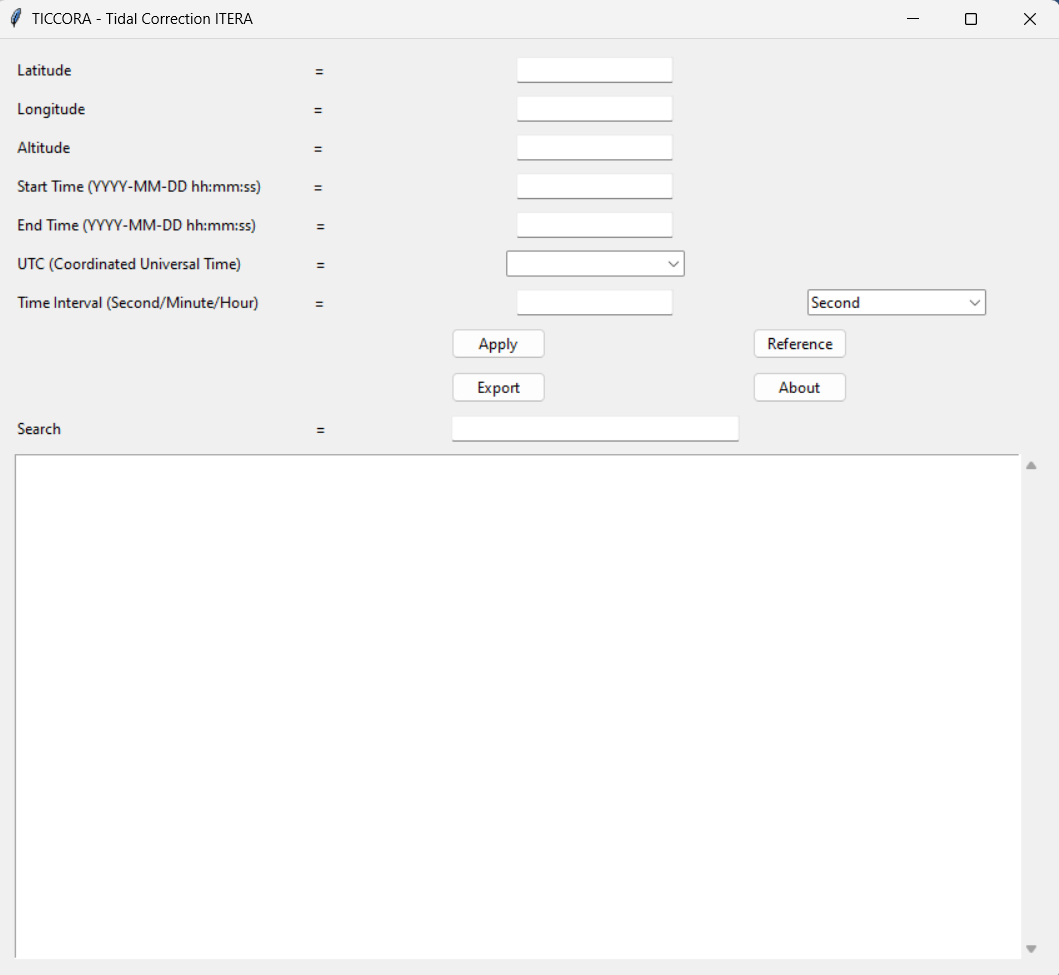 TICCORA - Tidal Correction ITERA
Latitude =
Longitude =
Altitude =
Start Time (YYYY-MM-DD hh:mm:ss) =
End Time (YYYY-MM-DD hh:mm:ss) =
UTC (Coordinated Universal Time) =
Time Interval (Second/Minute/Hour) = Second
Apply Reference
Export About
Search =